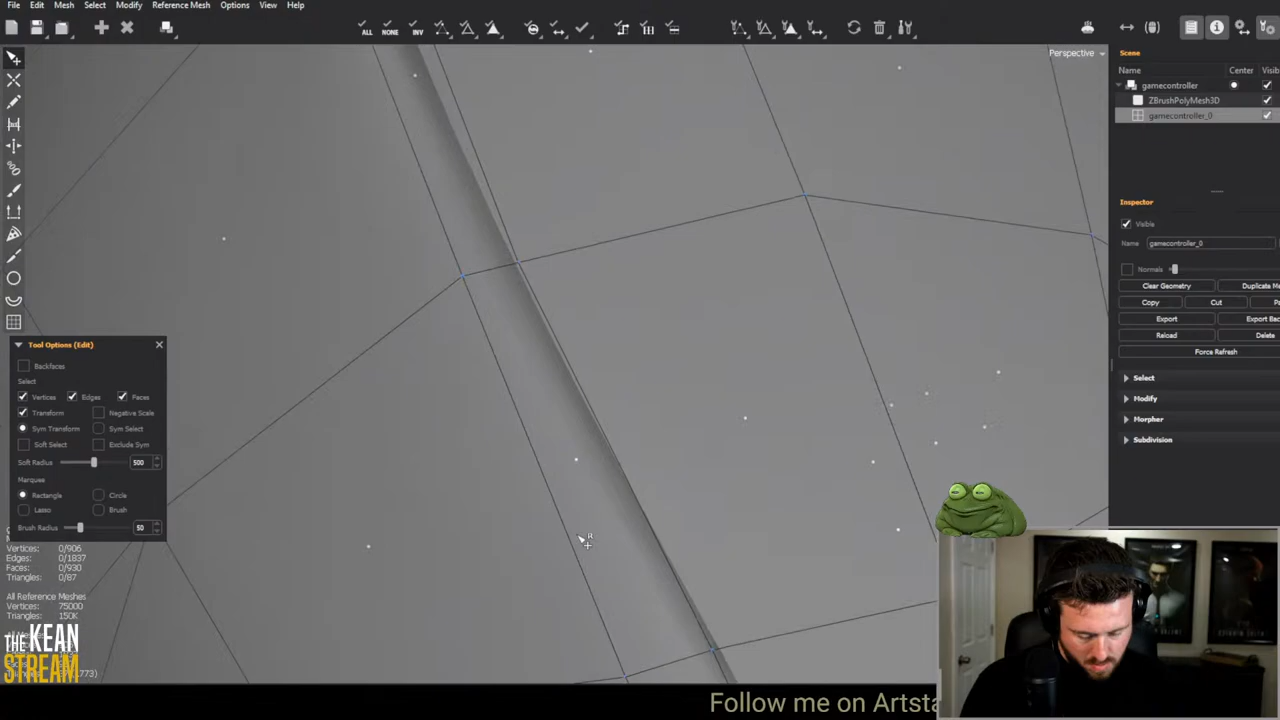 File Edit Mesh Select Modify Reference Mesh Options View Help
ALL NONE INV
Perspective
Scene
Name Center Visib
gamecontroller
ZBrushPolyMesh3D
gamecontroller_0
Inspector
Visible
Name gamecontroller_0
Normals
Clear Geometry Duplicate Me
Copy Cut Pa
Export Export Bac
Reload Delete
Force Refresh
Select
Modify
Morpher
Subdivision
Tool Options (Edit)
Backfaces
Select
Vertices Edges Faces
Transform Negative Scale
Sym Transform Sym Select
Soft Select Exclude Sym
Soft Radius 500
Marquee
Rectangle Circle
Lasso Brush
Brush Radius 50
Vertices: 0/906
Edges: 0/1837
Faces: 0/930
Triangles: 0/87
All Reference Meshes
Vertices: 75000
Triangles: 150K
773)
THE KEAN
STREAM
R
Follow me on Artsta